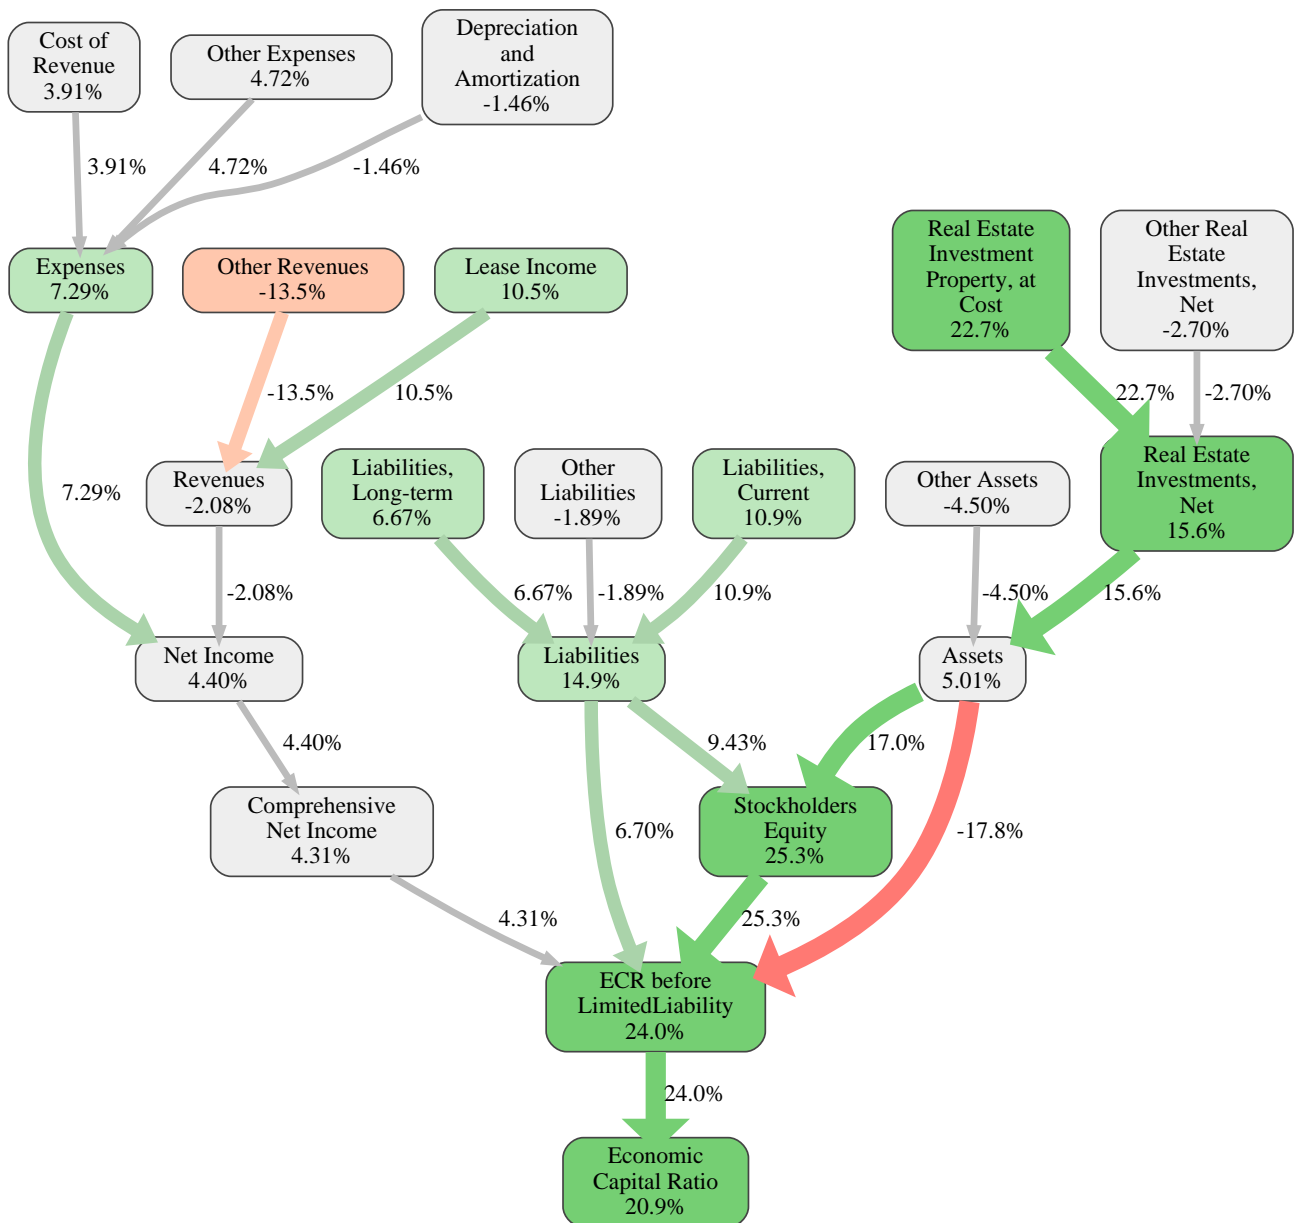 Cost of
Revenue
3.91%
Other Expenses
4.72%
Depreciation
and
Amortization
-1.46%
3.91%
4.72%
-1.46%
Expenses
7.29%
Other Revenues
-13.5%
Lease Income
10.5%
Real Estate
Investment
Property, at
Cost
22.7%
Other Real
Estate
Investments,
Net
-2.70%
7.29%
-13.5%
10.5%
22.7%
-2.70%
Revenues
-2.08%
Liabilities,
Long-term
6.67%
Other
Liabilities
-1.89%
Liabilities,
Current
10.9%
Other Assets
-4.50%
Real Estate
Investments,
Net
15.6%
-2.08%
6.67%
-1.89%
10.9%
-4.50%
15.6%
Net Income
4.40%
Liabilities
14.9%
Assets
5.01%
4.40%
9.43%
17.0%
Comprehensive
Net Income
4.31%
6.70%
Stockholders
Equity
25.3%
-17.8%
4.31%
25.3%
ECR before
LimitedLiability
24.0%
24.0%
Economic
Capital Ratio
20.9%